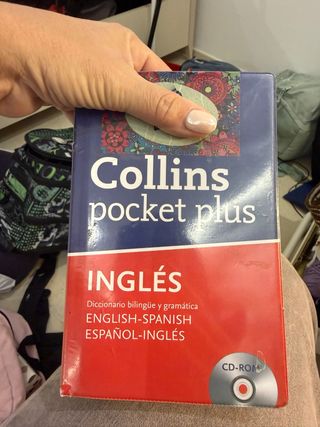 Collins
pocket plus
INGLÉS
Diccionario bilingüe y gramática
ENGLISH-SPANISH
ESPAÑOL-INGLÉS
CD-ROM